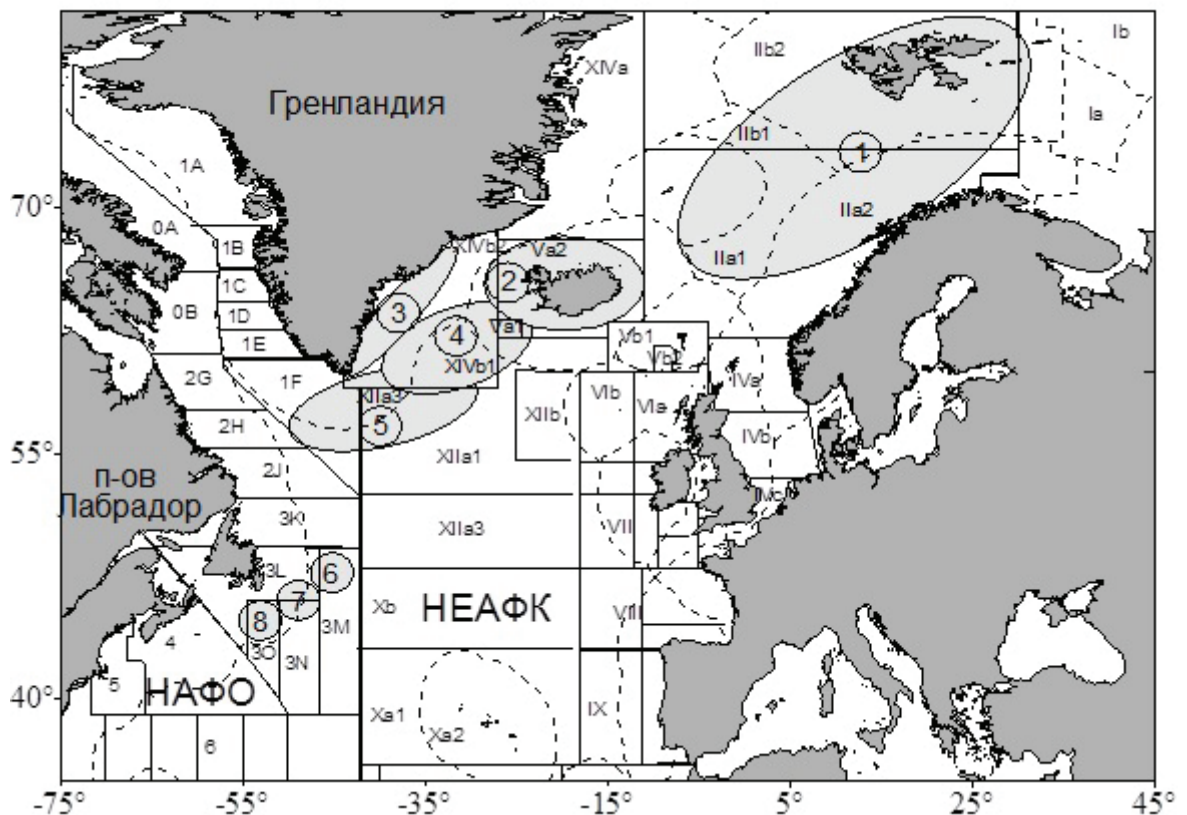 Ib
IIb2
XIVa
Гренландия
Ia
IIb1
1
1A
70°
IIa2
0A
XIVb2
Va2
1B
IIa1
2
1C
0B
3
1D
4
Va1
Vb1
1E
Vb2
XIVb1
2G
1F
IVa
XIIa3
VIb
VIa
XIIb
2H
5
IVb
55°
XIIa1
п-ов
2J
Лабрадор
IVc
3K
XIIa3
VII
3L
6
7
Xb
НЕАФК
VIII
8
3M
4
3O
3N
5
НАФО
40°
Xa1
IX
Xa2
6
-75°
-55°
-35°
-15°
5°
25°
45°